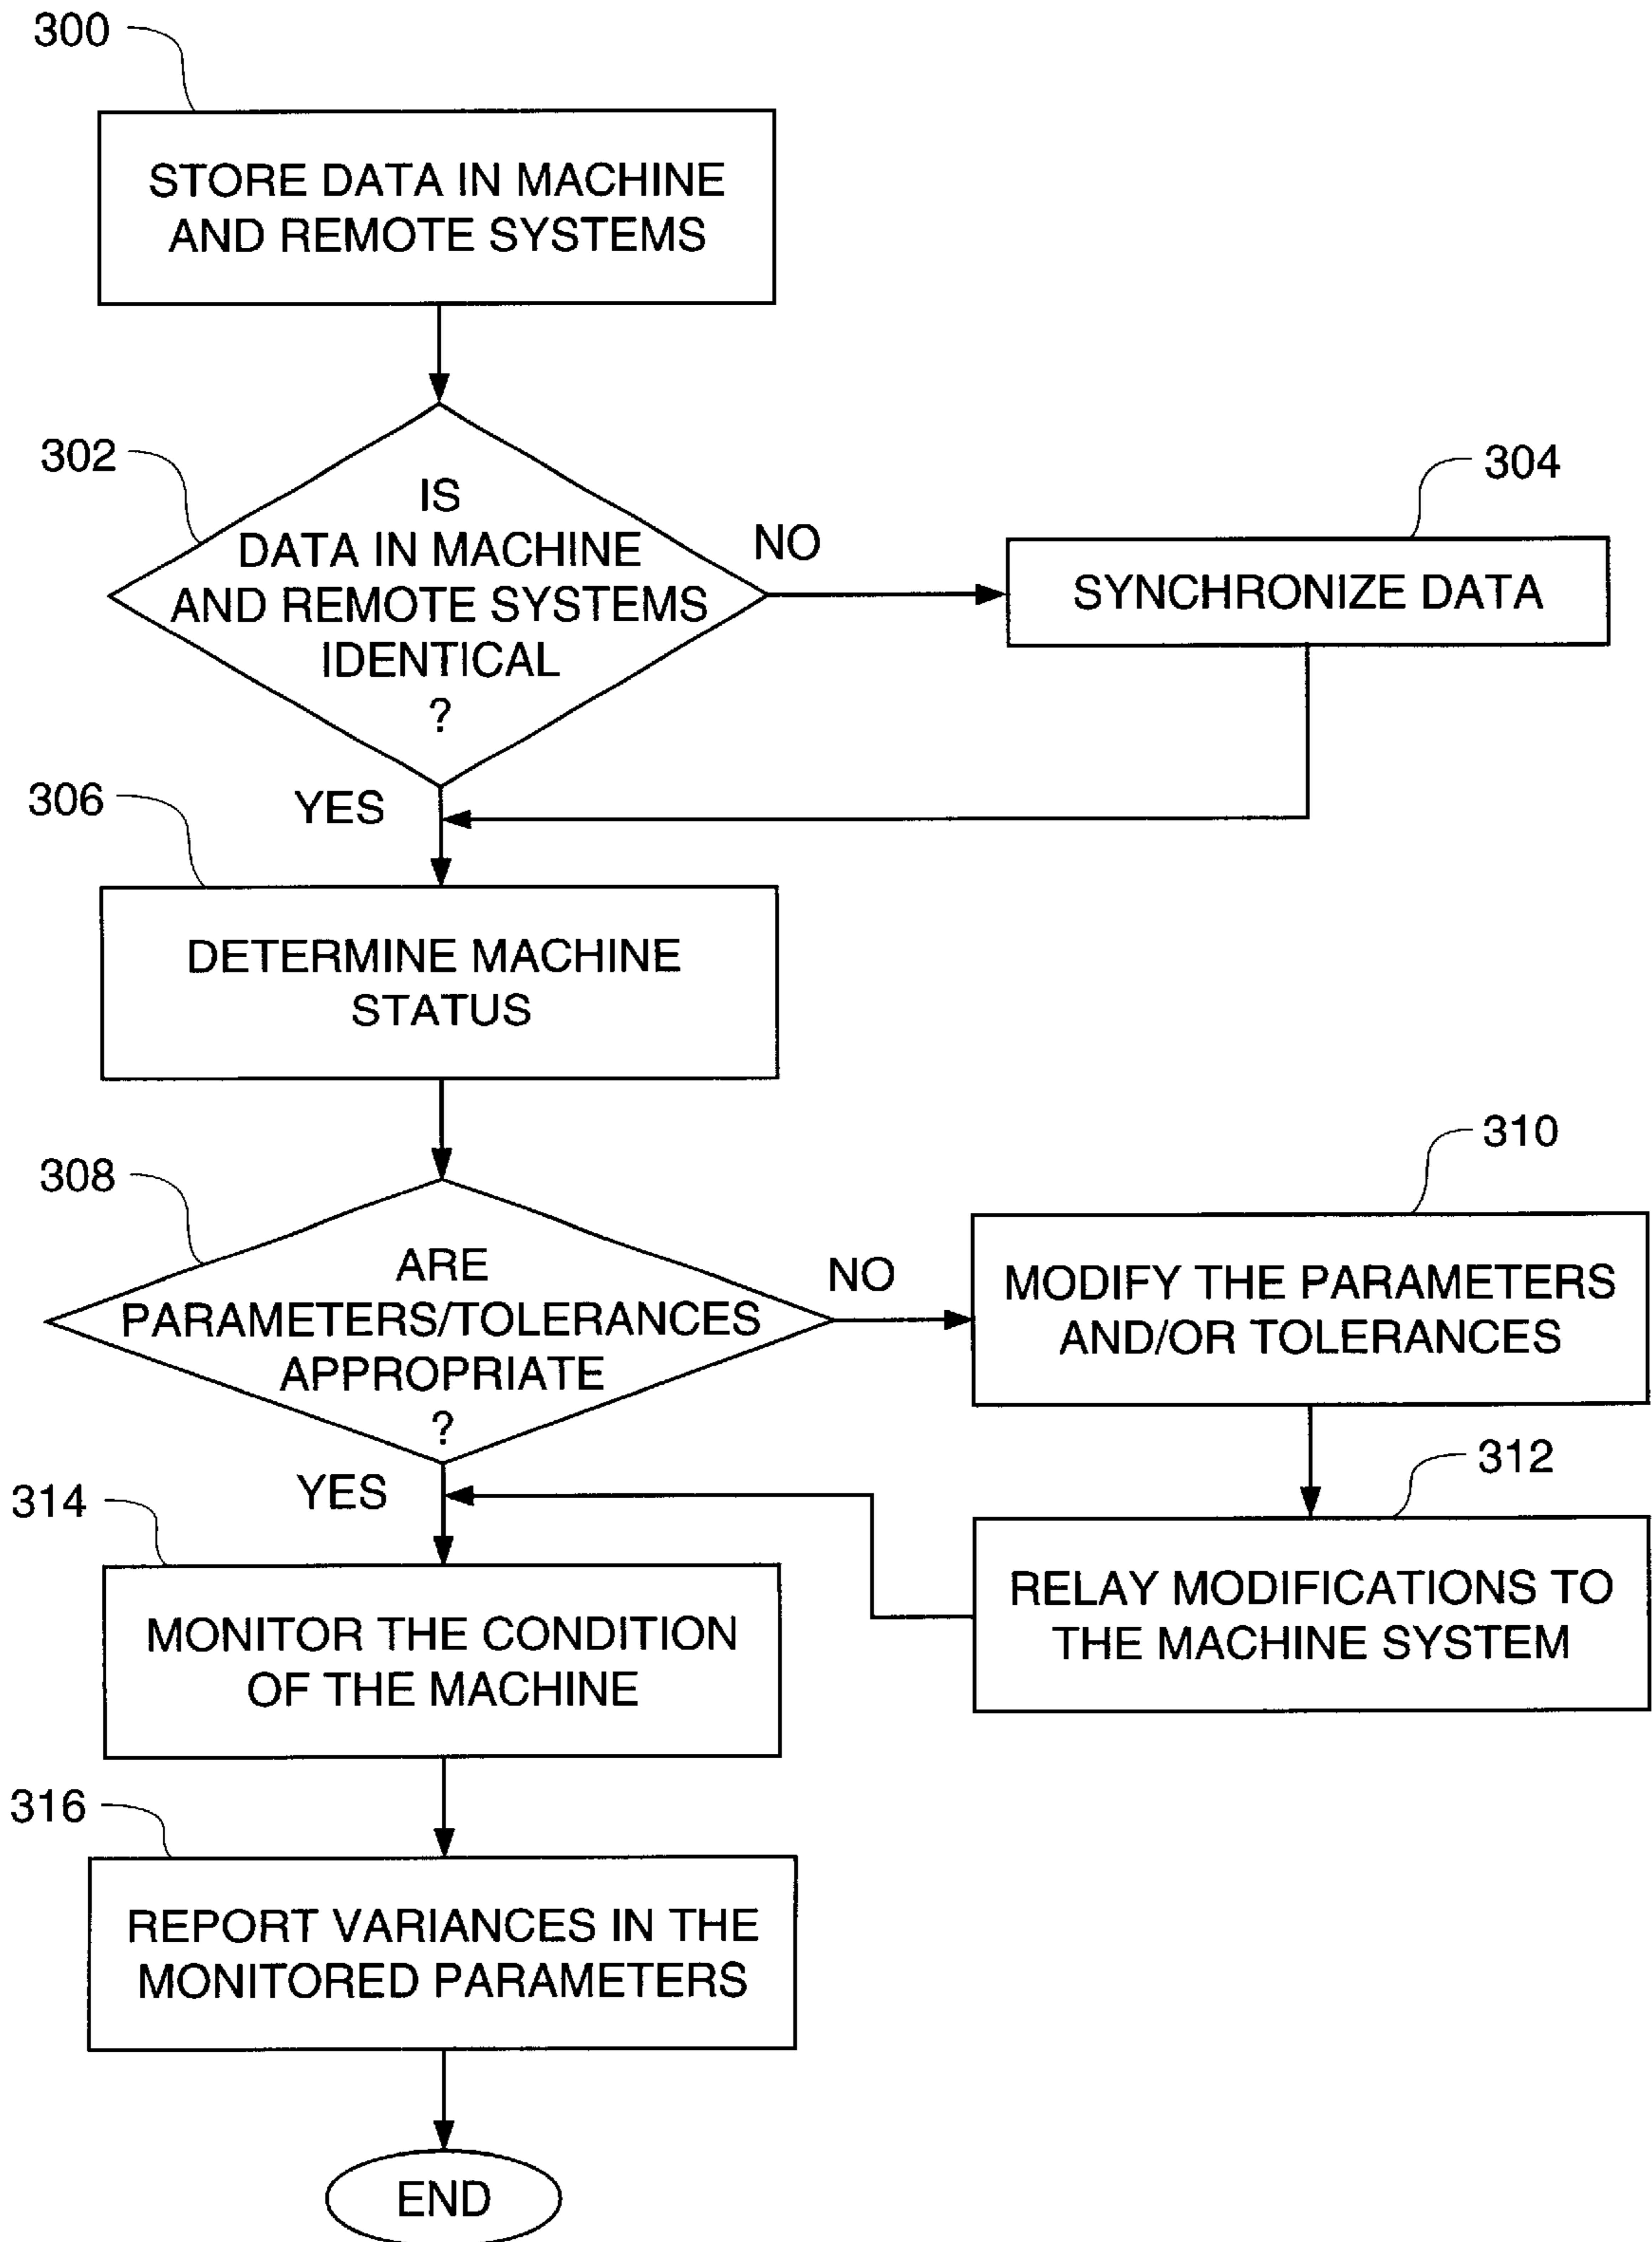 300
STORE DATA IN MACHINE
AND REMOTE SYSTEMS
302
IS
DATA IN MACHINE
AND REMOTE SYSTEMS
IDENTICAL
?
NO
304
SYNCHRONIZE DATA
YES
306
DETERMINE MACHINE
STATUS
308
ARE
PARAMETERS/TOLERANCES
APPROPRIATE
?
NO
310
MODIFY THE PARAMETERS
AND/OR TOLERANCES
312
RELAY MODIFICATIONS TO
THE MACHINE SYSTEM
YES
314
MONITOR THE CONDITION
OF THE MACHINE
316
REPORT VARIANCES IN THE
MONITORED PARAMETERS
END